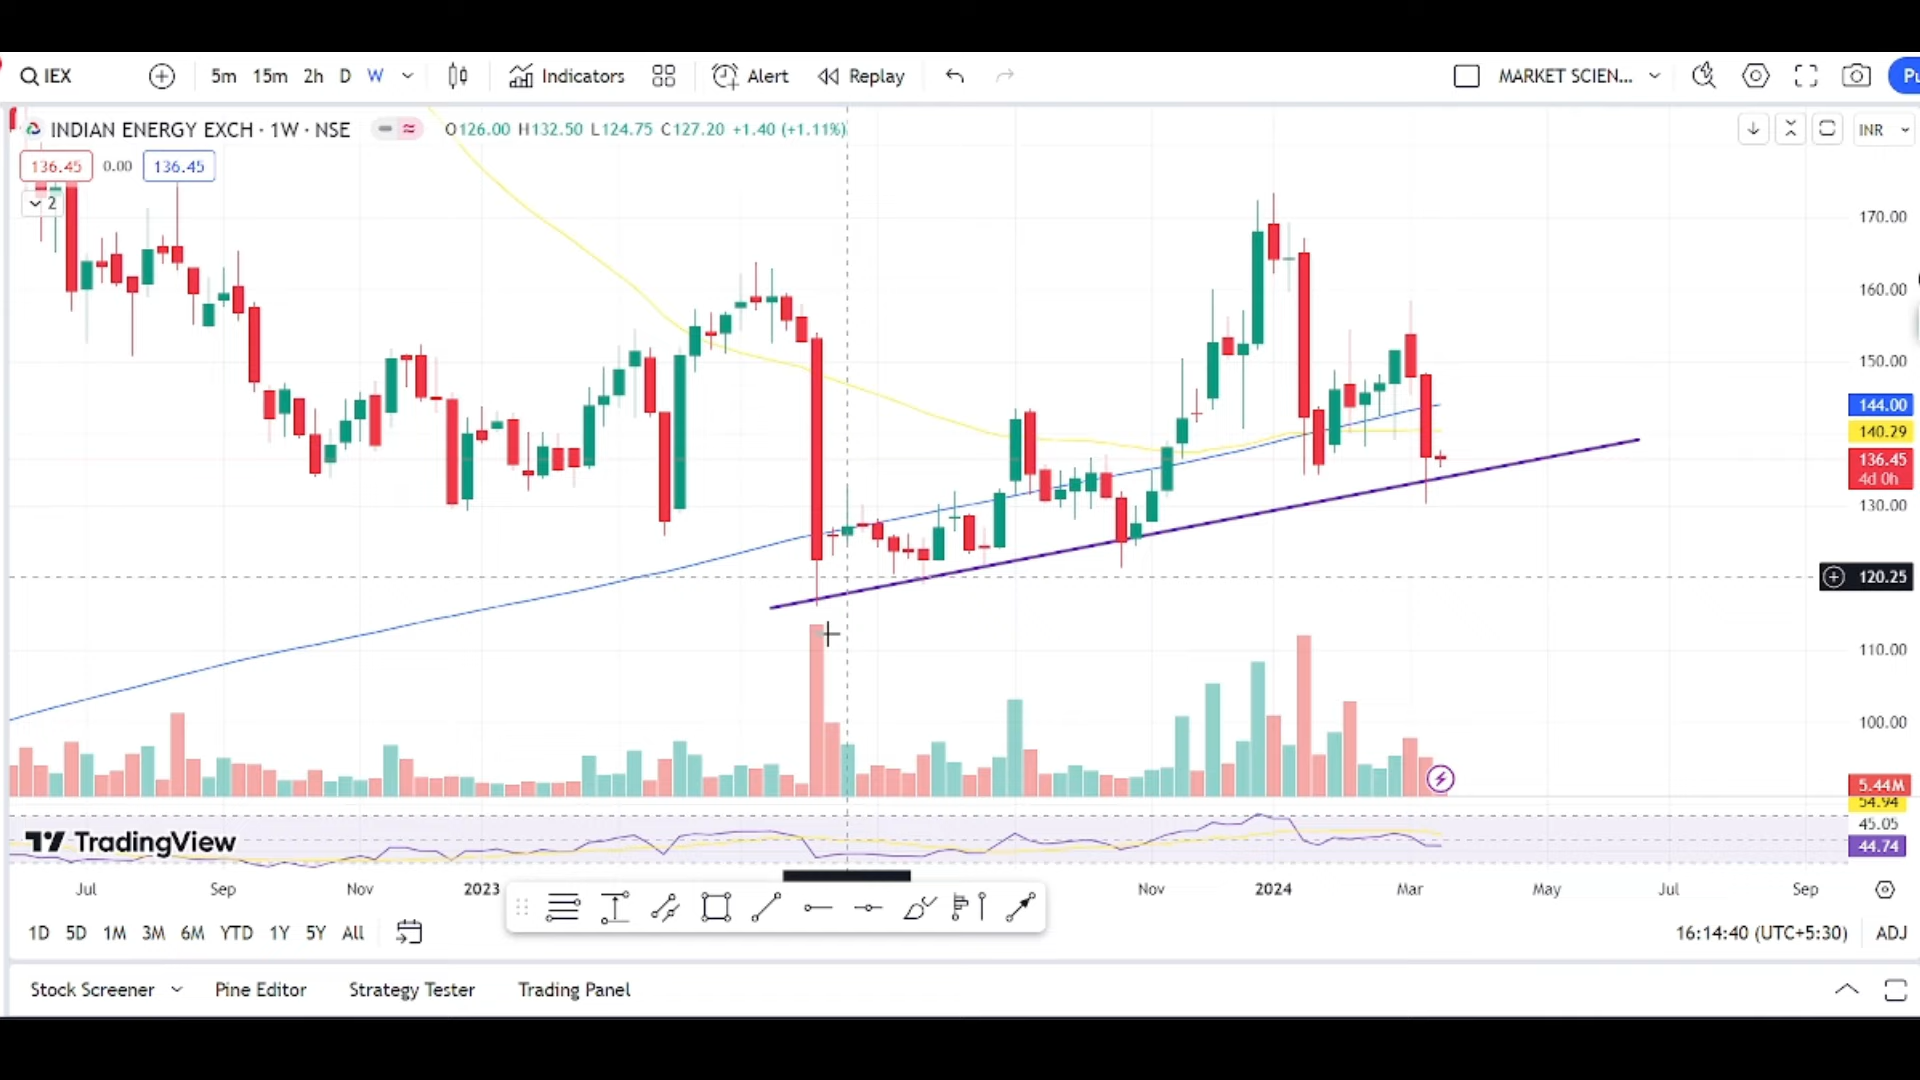 IEX 5m 15m 2h D W Indicators Alert Replay MARKET SCIEN...
INDIAN ENERGY EXCH · 1W · NSE O126.00 H132.50 L124.75 C127.20 +1.40 (+1.11%) INR
136.45 0.00 136.45
2
170.00
160.00
150.00
144.00
140.29
136.45
4d 0h
130.00
120.25
110.00
100.00
5.44M
54.94
45.05
44.74
TradingView
Jul Sep Nov 2023 Nov 2024 Mar May Jul Sep
1D 5D 1M 3M 6M YTD 1Y 5Y All 16:14:40 (UTC+5:30) ADJ
Stock Screener Pine Editor Strategy Tester Trading Panel